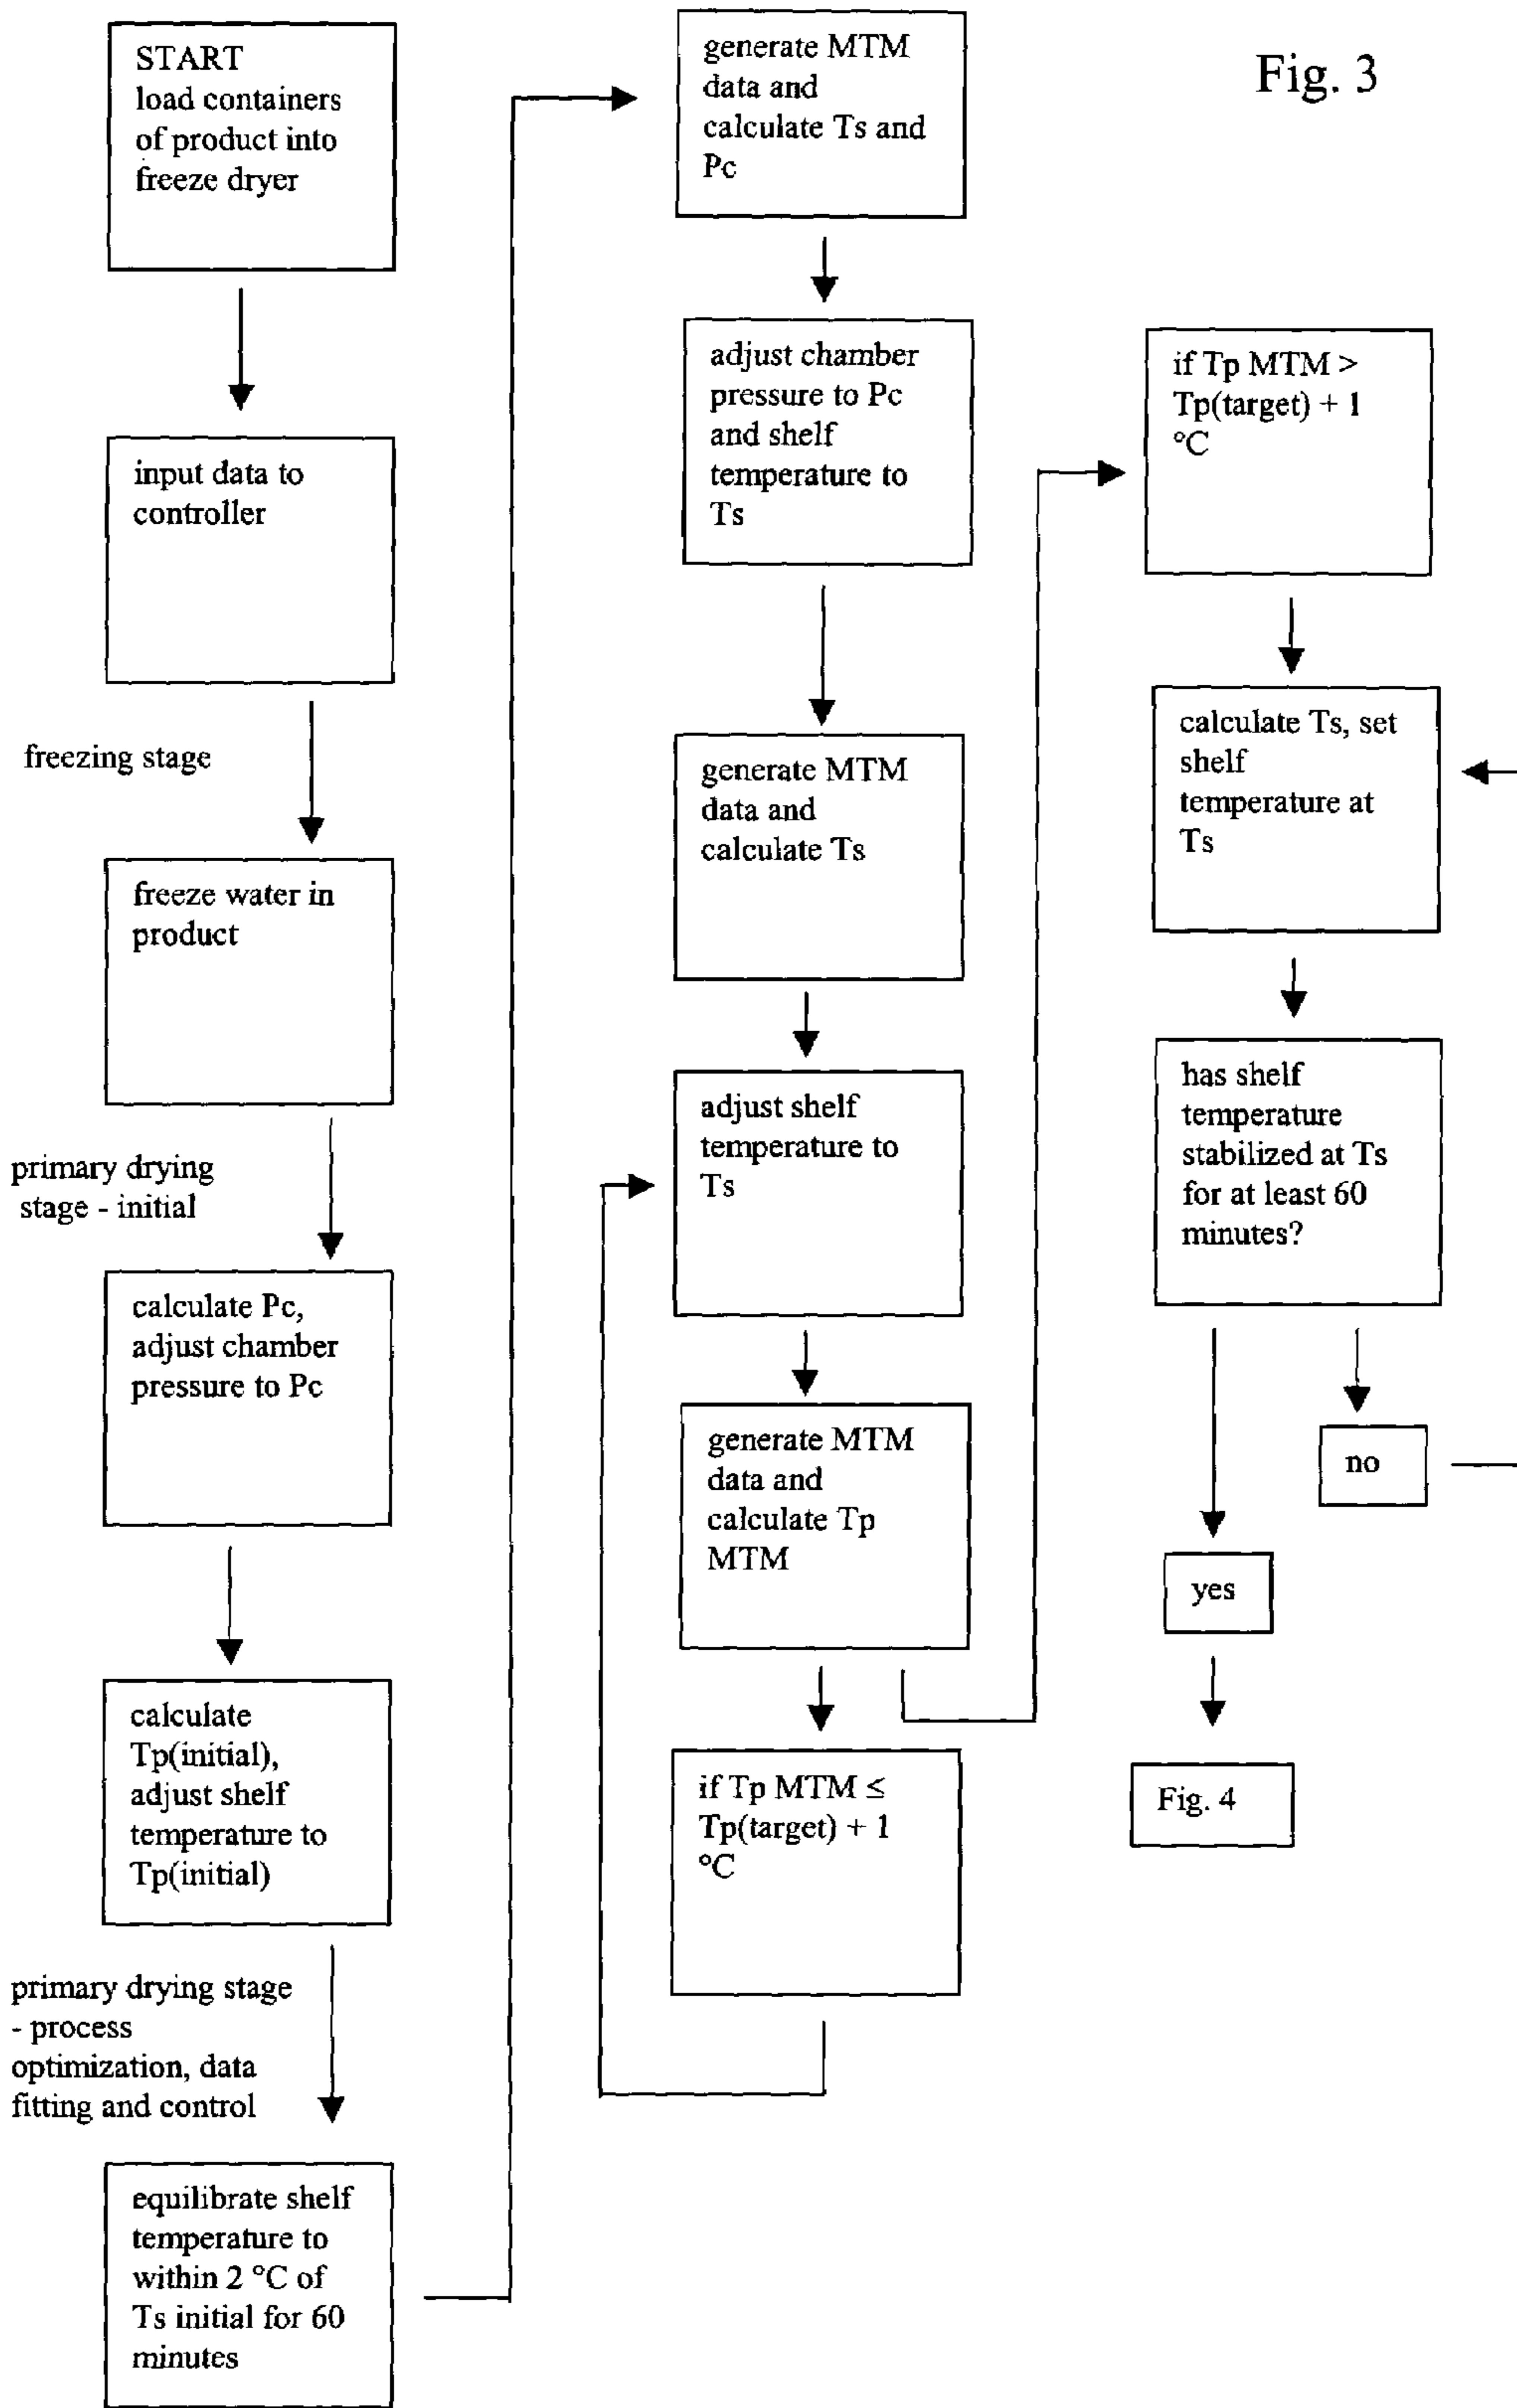 Fig. 3
START
load containers
of product into
freeze dryer
input data to
controller
freezing stage
freeze water in
product
primary drying
stage - initial
calculate Pc,
adjust chamber
pressure to Pc
calculate
Tp(initial),
adjust shelf
temperature to
Tp(initial)
primary drying stage
- process
optimization, data
fitting and control
equilibrate shelf
temperature to
within 2 °C of
Ts initial for 60
minutes
generate MTM
data and
calculate Ts and
Pc
adjust chamber
pressure to Pc
and shelf
temperature to
Ts
generate MTM
data and
calculate Ts
adjust shelf
temperature to
Ts
generate MTM
data and
calculate Tp
MTM
if Tp MTM ≤
Tp(target) + 1
°C
if Tp MTM >
Tp(target) + 1
°C
calculate Ts, set
shelf
temperature at
Ts
has shelf
temperature
stabilized at Ts
for at least 60
minutes?
no
yes
Fig. 4